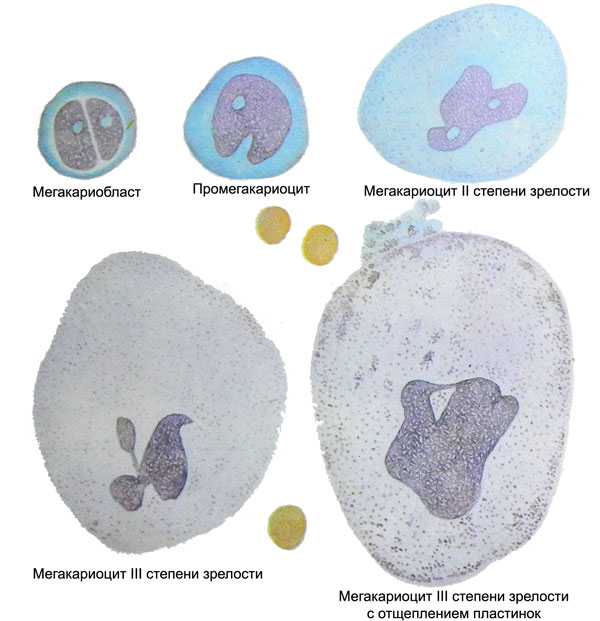 Мегакариобласт
Промегакариоцит
Мегакариоцит II степени зрелости
Мегакариоцит III степени зрелости
Мегакариоцит III степени зрелости
с отщеплением пластинок